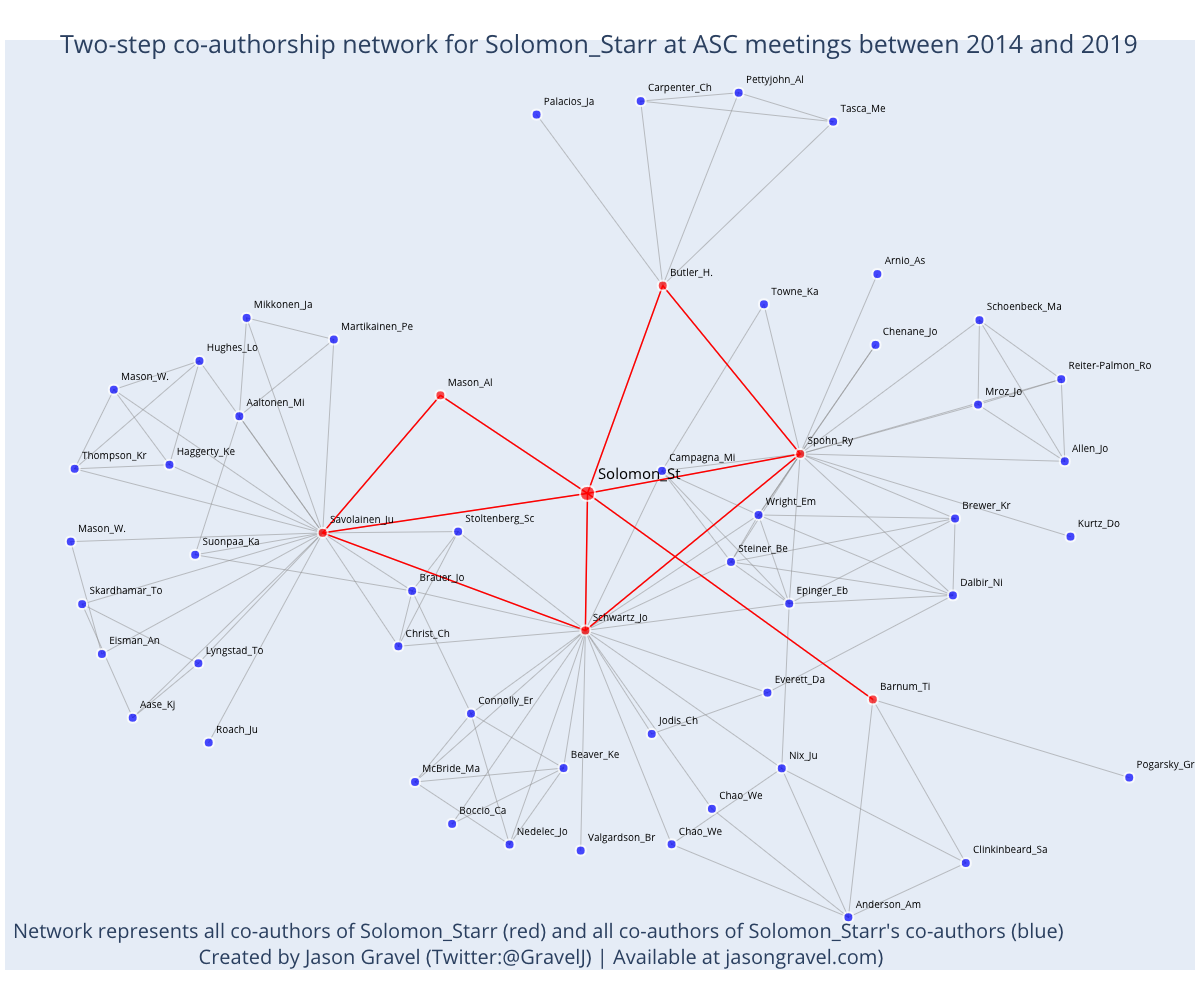 Two-step co-authorship network for Solomon_Starr at ASC meetings between 2014 and 2019
Pettyjohn_Al
Carpenter_Ch
Palacios_Ja
Tasca_Me
Arnio_As
Butler_H.
Towne_Ka
Mikkonen_Ja
Schoenbeck_Ma
Martikainen_Pe
Chenane_Jo
Hughes_Lo
Reiter-Palmon_Ro
Mason_W.
Mason_Al
Mroz_Jo
Aaltonen_Mi
Spohn_Ry
Allen_Jo
Thompson_Kr
Haggerty_Ke
Campagna_Mi
Solomon_St
Wright_Em
Brewer_Kr
Savolainen_Ju
Stoltenberg_Sc
Kurtz_Do
Mason_W.
Suonpaa_Ka
Steiner_Be
Brauer_Jo
Dalbir_Ni
Skardhamar_To
Epinger_Eb
Schwartz_Jo
Christ_Ch
Eisman_An
Lyngstad_To
Everett_Da
Barnum_Ti
Connolly_Er
Aase_Kj
Jodis_Ch
Roach_Ju
Beaver_Ke
Nix_Ju
Pogarsky_Gr
McBride_Ma
Chao_We
Boccio_Ca
Nedelec_Jo
Valgardson_Br
Chao_We
Clinkinbeard_Sa
Anderson_Am
Network represents all co-authors of Solomon_Starr (red) and all co-authors of Solomon_Starr's co-authors (blue)
Created by Jason Gravel (Twitter:@GravelJ) | Available at jasongravel.com)